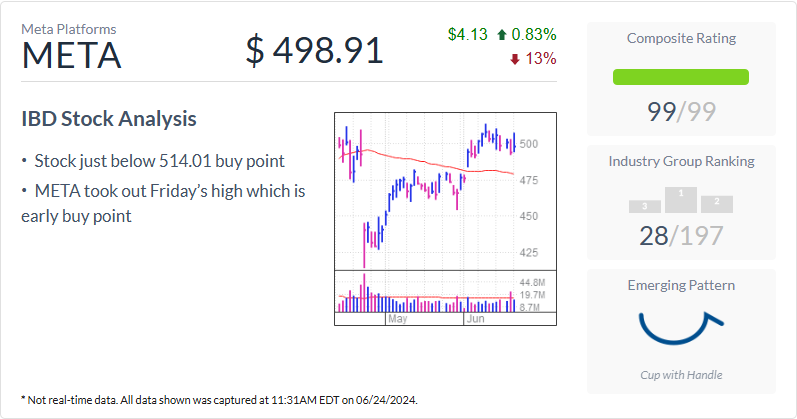 Meta Platforms
META
$ 498.91
$4.13 0.83%
13%
IBD Stock Analysis
• Stock just below 514.01 buy point
• META took out Friday’s high which is
early buy point
500
475
450
425
44.8M
19.7M
8.7M
May Jun
Composite Rating
99/99
Industry Group Ranking
3 1 2
28/197
Emerging Pattern
Cup with Handle
* Not real-time data. All data shown was captured at 11:31AM EDT on 06/24/2024.